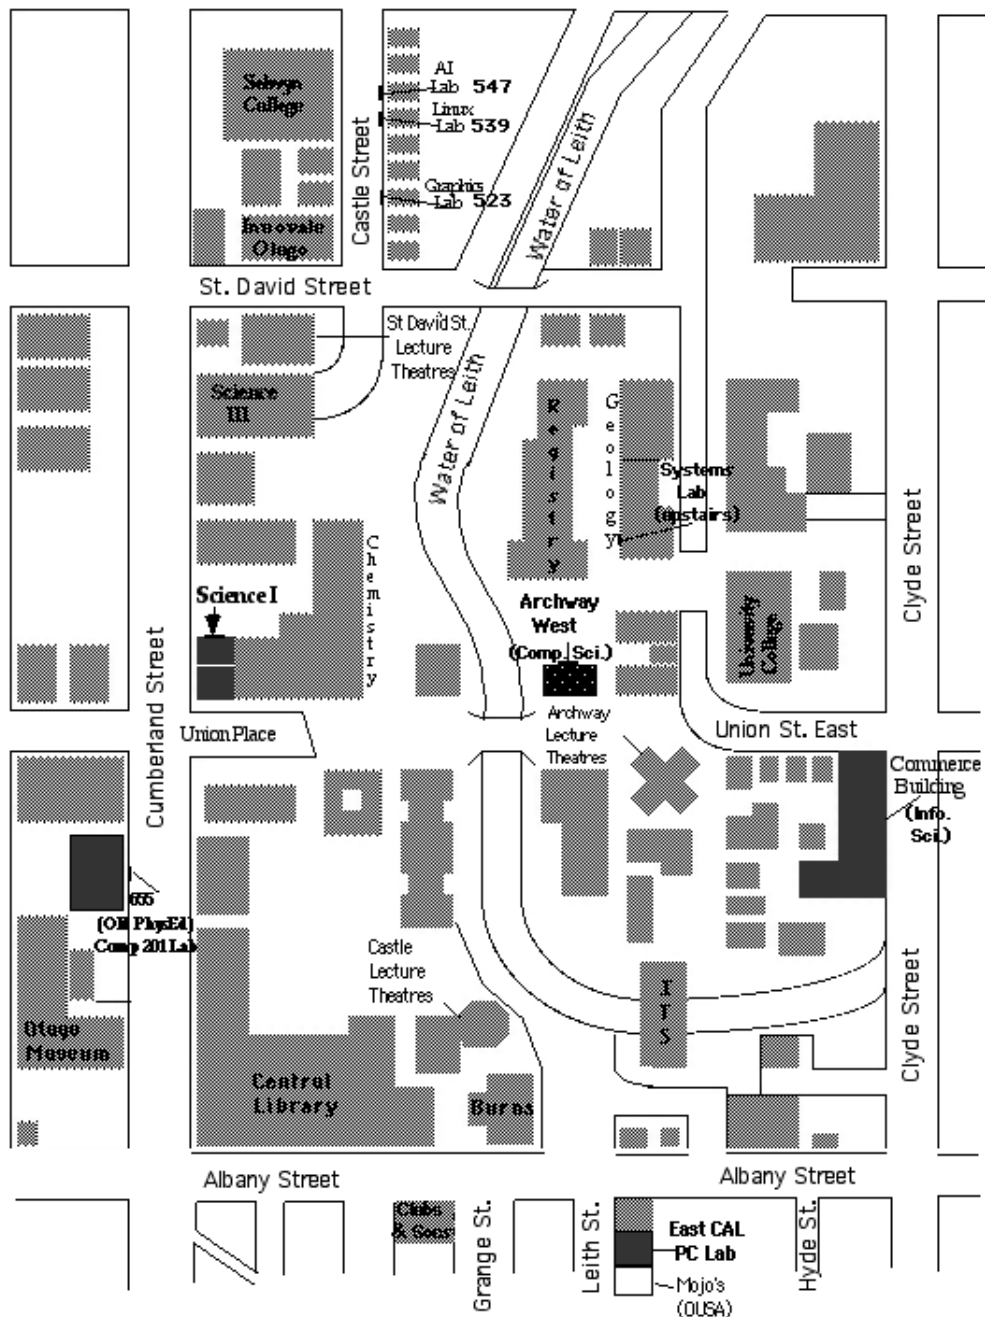 Selwyn
College
AI
Lab 547
Linux
Lab 539
Graphics
Lab 523
Castle Street
Water of Leith
Innovate
Otago
St. David Street
St David St.
Lecture
Theatres
Science
III
Water of Leith
Registry
Geology
Systems
Lab
(upstairs)
Clyde Street
Chemistry
Science I
Archway
West
(Comp. Sci.)
University
College
Cumberland Street
Union Place
Archway
Lecture
Theatres
Union St. East
Commerce
Building
(Info.
Sci.)
655
(Old PhysEd)
Comp 201 Lab
Castle
Lecture
Theatres
ITS
Clyde Street
Otago
Museum
Central
Library
Burns
Albany Street
Albany Street
Clubs
& Socs
Grange St.
Leith St.
East CAL
PC Lab
Hyde St.
Mojo's
(OUSA)